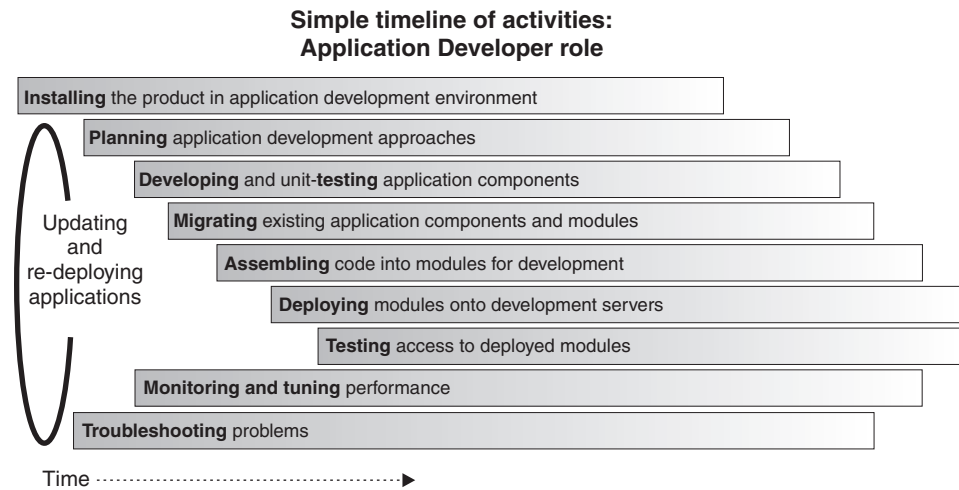 Simple timeline of activities:
Application Developer role
Installing the product in application development environment
Planning application development approaches
Developing and unit-testing application components
Migrating existing application components and modules
Assembling code into modules for development
Deploying modules onto development servers
Testing access to deployed modules
Monitoring and tuning performance
Troubleshooting problems
Updating
and
re-deploying
applications
Time